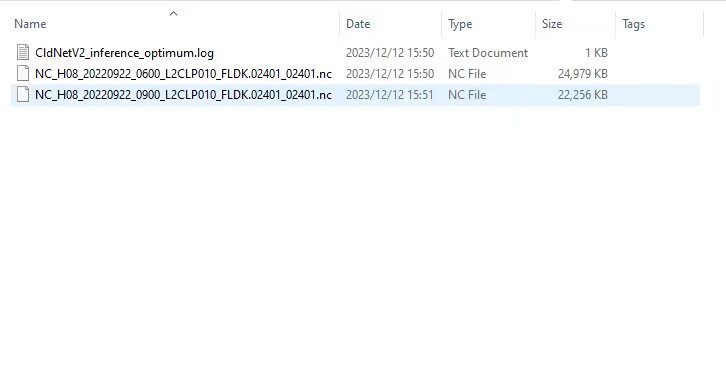 Name Date Type Size Tags
CldNetV2_inference_optimum.log 2023/12/12 15:50 Text Document 1 KB
NC_H08_20220922_0600_L2CLP010_FLDK.02401_02401.nc 2023/12/12 15:50 NC File 24,979 KB
NC_H08_20220922_0900_L2CLP010_FLDK.02401_02401.nc 2023/12/12 15:51 NC File 22,256 KB